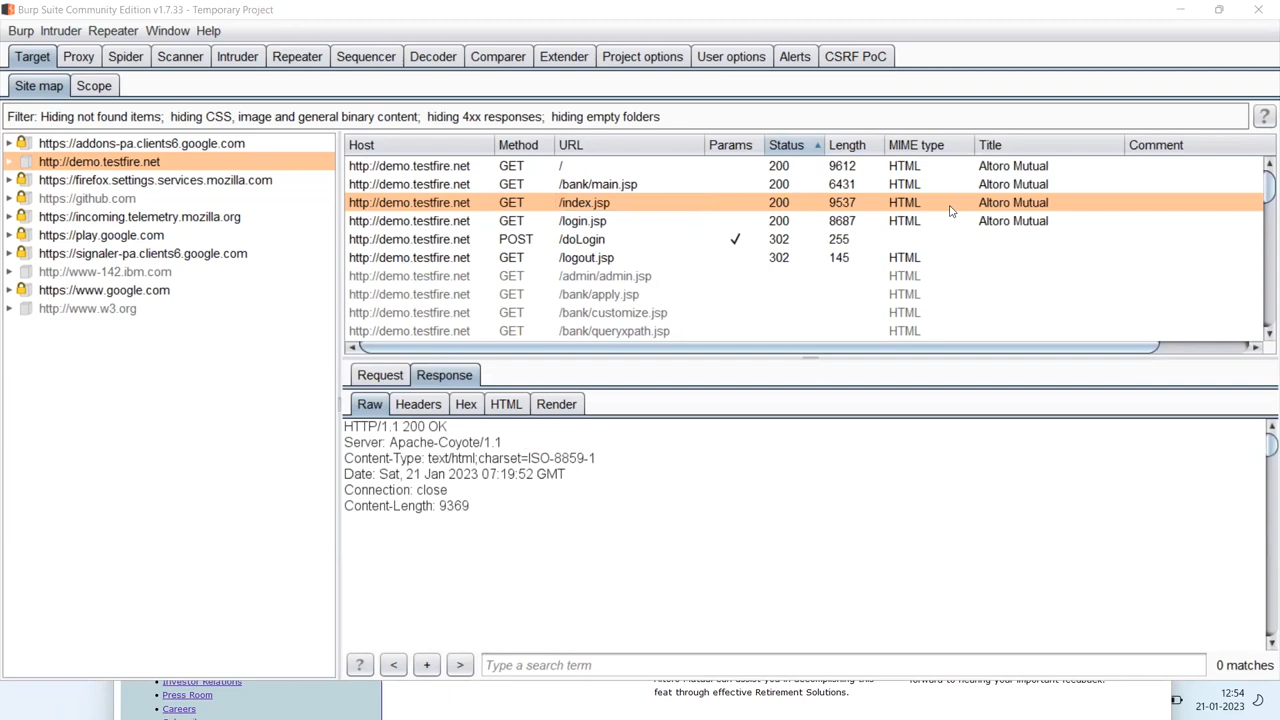 Burp Suite Community Edition v1.7.33 - Temporary Project
Burp Intruder Repeater Window Help
Target Proxy Spider Scanner Intruder Repeater Sequencer Decoder Comparer Extender Project options User options Alerts CSRF PoC
Site map Scope
Filter: Hiding not found items; hiding CSS, image and general binary content; hiding 4xx responses; hiding empty folders ?
https://addons-pa.clients6.google.com
http://demo.testfire.net
https://firefox.settings.services.mozilla.com
https://github.com
https://incoming.telemetry.mozilla.org
https://play.google.com
https://signaler-pa.clients6.google.com
http://www-142.ibm.com
https://www.google.com
http://www.w3.org
Host Method URL Params Status Length MIME type Title Comment
http://demo.testfire.net GET / 200 9612 HTML Altoro Mutual
http://demo.testfire.net GET /bank/main.jsp 200 6431 HTML Altoro Mutual
http://demo.testfire.net GET /index.jsp 200 9537 HTML Altoro Mutual
http://demo.testfire.net GET /login.jsp 200 8687 HTML Altoro Mutual
http://demo.testfire.net POST /doLogin ✓ 302 255
http://demo.testfire.net GET /logout.jsp 302 145 HTML
http://demo.testfire.net GET /admin/admin.jsp HTML
http://demo.testfire.net GET /bank/apply.jsp HTML
http://demo.testfire.net GET /bank/customize.jsp HTML
http://demo.testfire.net GET /bank/queryxpath.jsp HTML
Request Response
Raw Headers Hex HTML Render
HTTP/1.1 200 OK
Server: Apache-Coyote/1.1
Content-Type: text/html;charset=ISO-8859-1
Date: Sat, 21 Jan 2023 07:19:52 GMT
Connection: close
Content-Length: 9369
? < + > Type a search term 0 matches
Investor Relations
Press Room
Careers
feat through effective Retirement Solutions.
12:54
21-01-2023